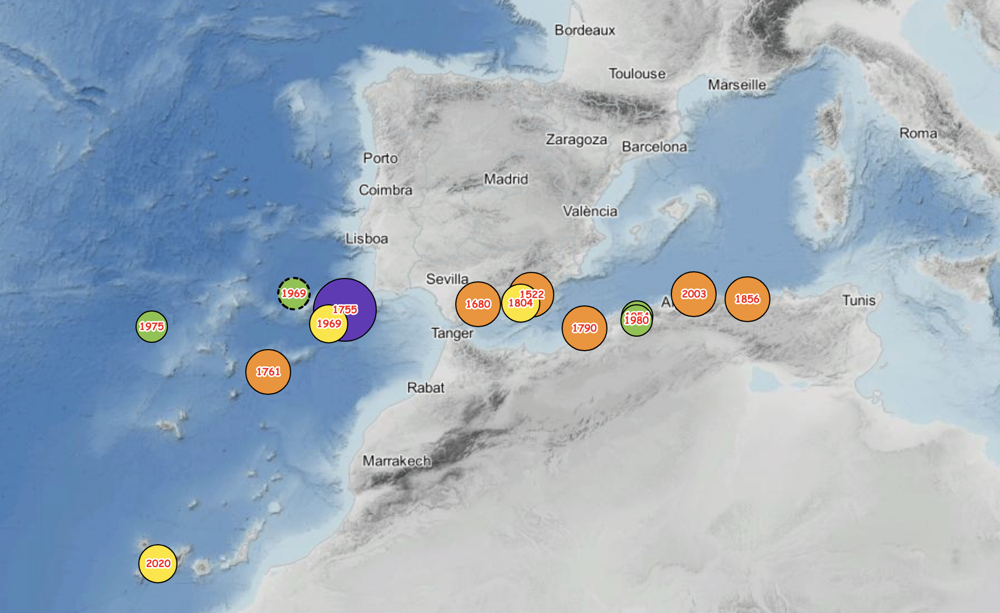 Bordeaux
Toulouse
Marseille
Roma
Zaragoza
Barcelona
Porto
Madrid
Coimbra
València
Lisboa
Sevilla
1969
1522
2003
1856
1680
1804
Tunis
1755
1980
1975
1969
1790
Tanger
1761
Rabat
Marrakech
2020